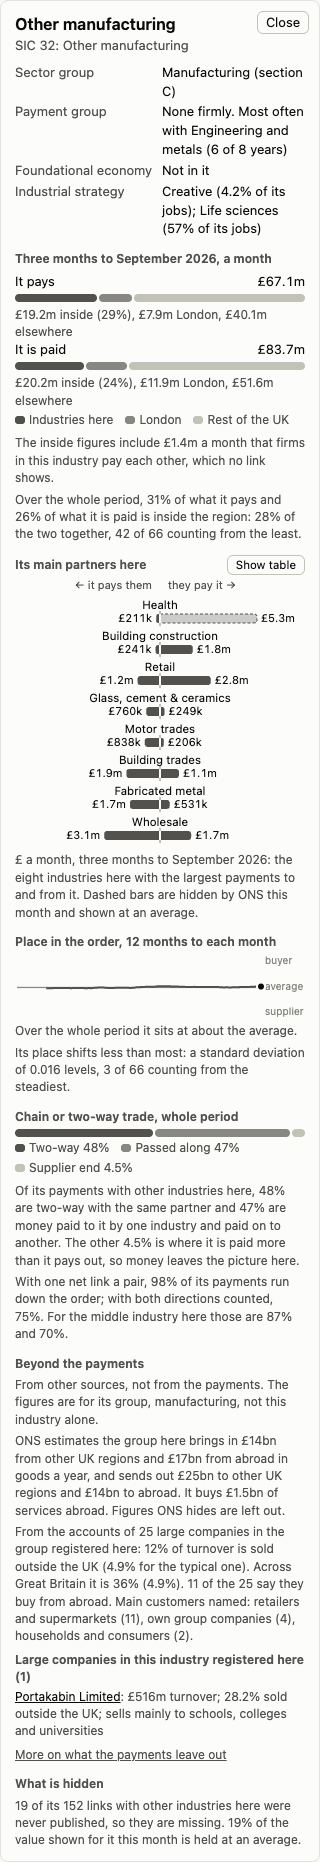 Other manufacturing
Close
SIC 32: Other manufacturing
Sector group Manufacturing (section
C)
Payment group None firmly. Most often
with Engineering and
metals (6 of 8 years)
Foundational economy Not in it
Industrial strategy Creative (4.2% of its
jobs); Life sciences
(57% of its jobs)
Three months to September 2026, a month
It pays £67.1m
£19.2m inside (29%), £7.9m London, £40.1m
elsewhere
It is paid £83.7m
£20.2m inside (24%), £11.9m London, £51.6m
elsewhere
Industries here London Rest of the UK
The inside figures include £1.4m a month that firms
in this industry pay each other, which no link
shows.
Over the whole period, 31% of what it pays and
26% of what it is paid is inside the region: 28% of
the two together, 42 of 66 counting from the least.
Its main partners here Show table
← it pays them they pay it →
Health
£211k £5.3m
Building construction
£241k £1.8m
Retail
£1.2m £2.8m
Glass, cement & ceramics
£760k £249k
Motor trades
£838k £206k
Building trades
£1.9m £1.1m
Fabricated metal
£1.7m £531k
Wholesale
£3.1m £1.7m
£ a month, three months to September 2026: the
eight industries here with the largest payments to
and from it. Dashed bars are hidden by ONS this
month and shown at an average.
Place in the order, 12 months to each month
buyer
average
supplier
Over the whole period it sits at about the average.
Its place shifts less than most: a standard deviation
of 0.016 levels, 3 of 66 counting from the
steadiest.
Chain or two-way trade, whole period
Two-way 48% Passed along 47%
Supplier end 4.5%
Of its payments with other industries here, 48%
are two-way with the same partner and 47% are
money paid to it by one industry and paid on to
another. The other 4.5% is where it is paid more
than it pays out, so money leaves the picture here.
With one net link a pair, 98% of its payments run
down the order; with both directions counted,
75%. For the middle industry here those are 87%
and 70%.
Beyond the payments
From other sources, not from the payments. The
figures are for its group, manufacturing, not this
industry alone.
ONS estimates the group here brings in £14bn
from other UK regions and £17bn from abroad in
goods a year, and sends out £25bn to other UK
regions and £14bn to abroad. It buys £1.5bn of
services abroad. Figures ONS hides are left out.
From the accounts of 25 large companies in the
group registered here: 12% of turnover is sold
outside the UK (4.9% for the typical one). Across
Great Britain it is 36% (4.9%). 11 of the 25 say they
buy from abroad. Main customers named: retailers
and supermarkets (11), own group companies (4),
households and consumers (2).
Large companies in this industry registered here
(1)
Portakabin Limited: £516m turnover; 28.2% sold
outside the UK; sells mainly to schools, colleges
and universities
More on what the payments leave out
What is hidden
19 of its 152 links with other industries here were
never published, so they are missing. 19% of the
value shown for it this month is held at an average.